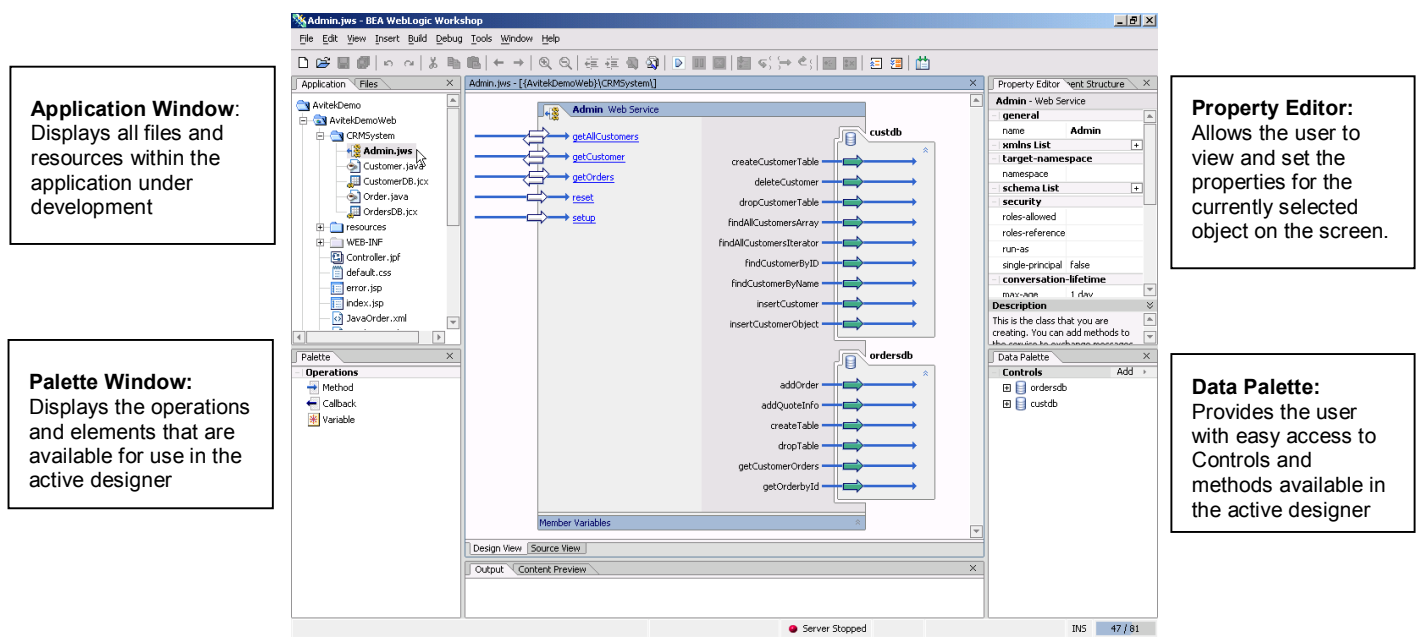 Application Window:
Displays all files and
resources within the
application under
development
Palette Window:
Displays the operations
and elements that are
available for use in the
active designer
Admin.jws - BEA WebLogic Workshop
File Edit View Insert Build Debug Tools Window Help
Application Files
AvitekDemo
AvitekDemoWeb
CRMSystem
Admin.jws
Customer.java
CustomerDB.jcx
Order.java
OrdersDB.jcx
resources
WEB-INF
Controller.jpf
default.css
error.jsp
index.jsp
JavaOrder.xml
Palette
Operations
Method
Callback
Variable
Admin.jws - [{AvitekDemoWeb}\CRMSystem\]
Admin Web Service
getAllCustomers
getCustomer
getOrders
reset
setup
custdb
createCustomerTable
deleteCustomer
dropCustomerTable
findAllCustomersArray
findAllCustomersIterator
findCustomerByID
findCustomerByName
insertCustomer
insertCustomerObject
ordersdb
addOrder
addQuoteInfo
createTable
dropTable
getCustomerOrders
getOrderbyId
Member Variables
Design View Source View
Output Content Preview
Server Stopped
INS 47 / 81
Property Editor ent Structure
Admin - Web Service
general
name Admin
xmlns List
target-namespace
namespace
schema List
security
roles-allowed
roles-reference
run-as
single-principal false
conversation-lifetime
max-age 1 day
Description
This is the class that you are
creating. You can add methods to
the service to exchange messages
Data Palette
Controls Add
ordersdb
custdb
Property Editor:
Allows the user to
view and set the
properties for the
currently selected
object on the screen.
Data Palette:
Provides the user
with easy access to
Controls and
methods available in
the active designer